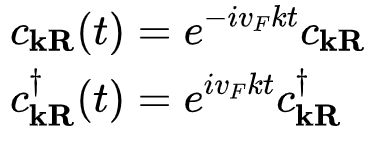 $c_{\mathbf{kR}}(t) = e^{-iv_F kt} c_{\mathbf{kR}}$
$c^{\dagger}_{\mathbf{kR}}(t) = e^{iv_F kt} c^{\dagger}_{\mathbf{kR}}$